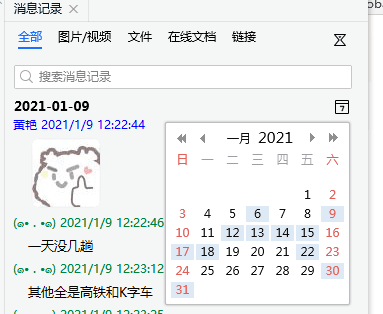 消息记录
oba
全部 图片/视频 文件 在线文档 链接
搜索消息记录
2021-01-09
7
黄艳 2021/1/9 12:22:44
(๑• . •๑) 2021/1/9 12:22:46
一天没几趟
(๑• . •๑) 2021/1/9 12:23:12
其他全是高铁和K字车
一月 2021
日 一 二 三 四 五 六
1 2
3 4 5 6 7 8 9
10 11 12 13 14 15 16
17 18 19 20 21 22 23
24 25 26 27 28 29 30
31